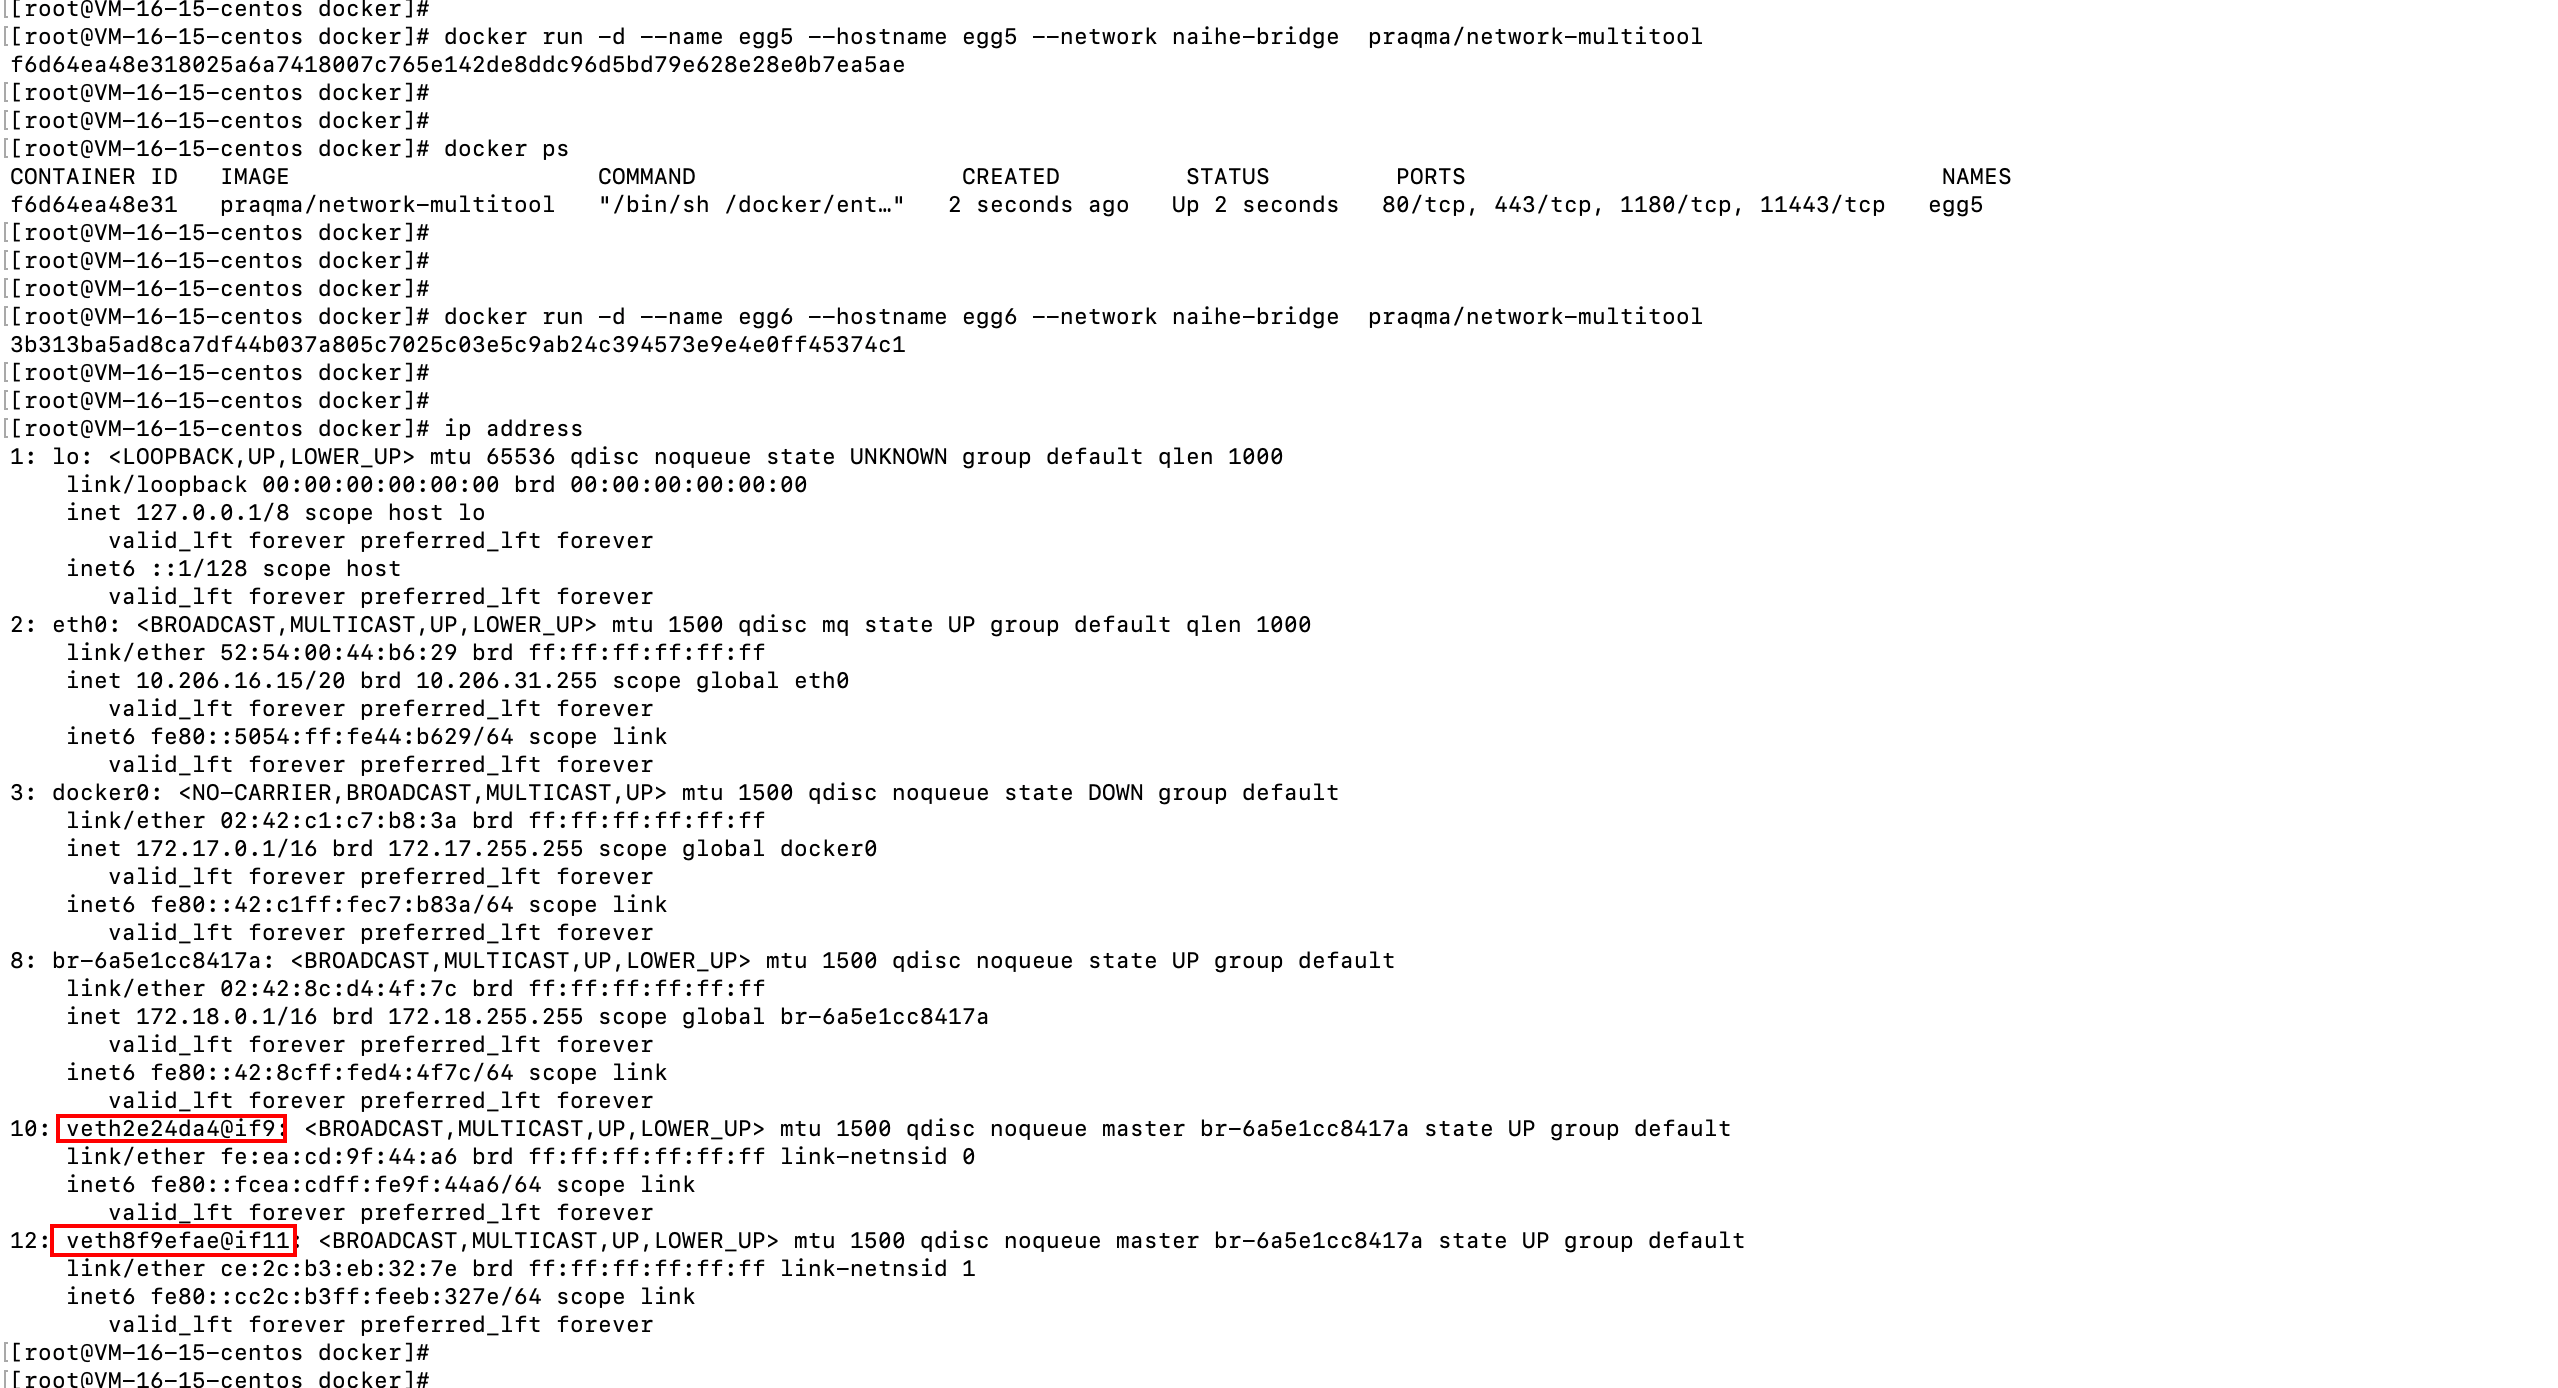 [[root@VM-16-15-centos docker]#
[[root@VM-16-15-centos docker]# docker run -d --name egg5 --hostname egg5 --network naihe-bridge  praqma/network-multitool
f6d64ea48e318025a6a7418007c765e142de8ddc96d5bd79e628e28e0b7ea5ae
[[root@VM-16-15-centos docker]#
[[root@VM-16-15-centos docker]#
[[root@VM-16-15-centos docker]# docker ps
CONTAINER ID   IMAGE                      COMMAND                   CREATED         STATUS         PORTS                                  NAMES
f6d64ea48e31   praqma/network-multitool   "/bin/sh /docker/ent…"   2 seconds ago   Up 2 seconds   80/tcp, 443/tcp, 1180/tcp, 11443/tcp   egg5
[[root@VM-16-15-centos docker]#
[[root@VM-16-15-centos docker]#
[[root@VM-16-15-centos docker]#
[[root@VM-16-15-centos docker]# docker run -d --name egg6 --hostname egg6 --network naihe-bridge  praqma/network-multitool
3b313ba5ad8ca7df44b037a805c7025c03e5c9ab24c394573e9e4e0ff45374c1
[[root@VM-16-15-centos docker]#
[[root@VM-16-15-centos docker]#
[[root@VM-16-15-centos docker]# ip address
1: lo: <LOOPBACK,UP,LOWER_UP> mtu 65536 qdisc noqueue state UNKNOWN group default qlen 1000
    link/loopback 00:00:00:00:00:00 brd 00:00:00:00:00:00
    inet 127.0.0.1/8 scope host lo
       valid_lft forever preferred_lft forever
    inet6 ::1/128 scope host
       valid_lft forever preferred_lft forever
2: eth0: <BROADCAST,MULTICAST,UP,LOWER_UP> mtu 1500 qdisc mq state UP group default qlen 1000
    link/ether 52:54:00:44:b6:29 brd ff:ff:ff:ff:ff:ff
    inet 10.206.16.15/20 brd 10.206.31.255 scope global eth0
       valid_lft forever preferred_lft forever
    inet6 fe80::5054:ff:fe44:b629/64 scope link
       valid_lft forever preferred_lft forever
3: docker0: <NO-CARRIER,BROADCAST,MULTICAST,UP> mtu 1500 qdisc noqueue state DOWN group default
    link/ether 02:42:c1:c7:b8:3a brd ff:ff:ff:ff:ff:ff
    inet 172.17.0.1/16 brd 172.17.255.255 scope global docker0
       valid_lft forever preferred_lft forever
    inet6 fe80::42:c1ff:fec7:b83a/64 scope link
       valid_lft forever preferred_lft forever
8: br-6a5e1cc8417a: <BROADCAST,MULTICAST,UP,LOWER_UP> mtu 1500 qdisc noqueue state UP group default
    link/ether 02:42:8c:d4:4f:7c brd ff:ff:ff:ff:ff:ff
    inet 172.18.0.1/16 brd 172.18.255.255 scope global br-6a5e1cc8417a
       valid_lft forever preferred_lft forever
    inet6 fe80::42:8cff:fed4:4f7c/64 scope link
       valid_lft forever preferred_lft forever
10: veth2e24da4@if9: <BROADCAST,MULTICAST,UP,LOWER_UP> mtu 1500 qdisc noqueue master br-6a5e1cc8417a state UP group default
    link/ether fe:ea:cd:9f:44:a6 brd ff:ff:ff:ff:ff:ff link-netnsid 0
    inet6 fe80::fcea:cdff:fe9f:44a6/64 scope link
       valid_lft forever preferred_lft forever
12: veth8f9efae@if11: <BROADCAST,MULTICAST,UP,LOWER_UP> mtu 1500 qdisc noqueue master br-6a5e1cc8417a state UP group default
    link/ether ce:2c:b3:eb:32:7e brd ff:ff:ff:ff:ff:ff link-netnsid 1
    inet6 fe80::cc2c:b3ff:feeb:327e/64 scope link
       valid_lft forever preferred_lft forever
[[root@VM-16-15-centos docker]#
[[root@VM-16-15-centos docker]#